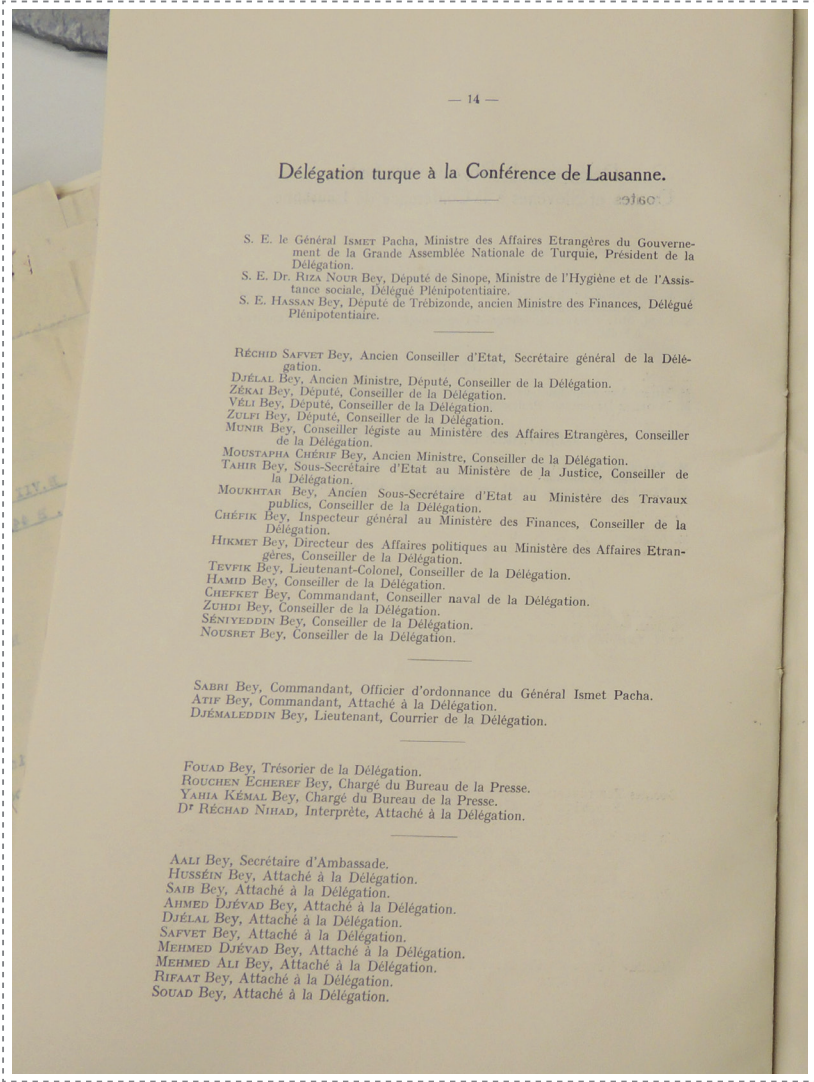 — 14 —
Délégation turque à la Conférence de Lausanne.
S. E. le Général Ismet Pacha, Ministre des Affaires Etrangères du Gouverne-
ment de la Grande Assemblée Nationale de Turquie, Président de la
Délégation.
S. E. Dr. Riza Nour Bey, Député de Sinope, Ministre de l'Hygiène et de l'Assis-
tance sociale, Délégué Plénipotentiaire.
S. E. Hassan Bey, Député de Trébizonde, ancien Ministre des Finances, Délégué
Plénipotentiaire.
Réchid Safvet Bey, Ancien Conseiller d'Etat, Secrétaire général de la Délé-
gation.
Djélal Bey, Ancien Ministre, Député, Conseiller de la Délégation.
Zékai Bey, Député, Conseiller de la Délégation.
Véli Bey, Député, Conseiller de la Délégation.
Zulfi Bey, Député, Conseiller de la Délégation.
Munir Bey, Conseiller légiste au Ministère des Affaires Etrangères, Conseiller
de la Délégation.
Moustapha Chérif Bey, Ancien Ministre, Conseiller de la Délégation.
Tahir Bey, Sous-Secrétaire d'Etat au Ministère de la Justice, Conseiller de
la Délégation.
Moukhtar Bey, Ancien Sous-Secrétaire d'Etat au Ministère des Travaux
publics, Conseiller de la Délégation.
Chéfik Bey, Inspecteur général au Ministère des Finances, Conseiller de la
Délégation.
Hikmet Bey, Directeur des Affaires politiques au Ministère des Affaires Etran-
gères, Conseiller de la Délégation.
Tevfik Bey, Lieutenant-Colonel, Conseiller de la Délégation.
Hamid Bey, Conseiller de la Délégation.
Chefket Bey, Commandant, Conseiller naval de la Délégation.
Zuhdi Bey, Conseiller de la Délégation.
Séniyeddin Bey, Conseiller de la Délégation.
Nousret Bey, Conseiller de la Délégation.
Sabri Bey, Commandant, Officier d'ordonnance du Général Ismet Pacha.
Atif Bey, Commandant, Attaché à la Délégation.
Djémaleddin Bey, Lieutenant, Courrier de la Délégation.
Fouad Bey, Trésorier de la Délégation.
Rouchen Echeref Bey, Chargé du Bureau de la Presse.
Yahia Kémal Bey, Chargé du Bureau de la Presse.
Dr Réchad Nihad, Interprète, Attaché à la Délégation.
Aali Bey, Secrétaire d'Ambassade.
Husséin Bey, Attaché à la Délégation.
Saib Bey, Attaché à la Délégation.
Ahmed Djévad Bey, Attaché à la Délégation.
Djélal Bey, Attaché à la Délégation.
Safvet Bey, Attaché à la Délégation.
Mehmed Djévad Bey, Attaché à la Délégation.
Mehmed Ali Bey, Attaché à la Délégation.
Rifaat Bey, Attaché à la Délégation.
Souad Bey, Attaché à la Délégation.